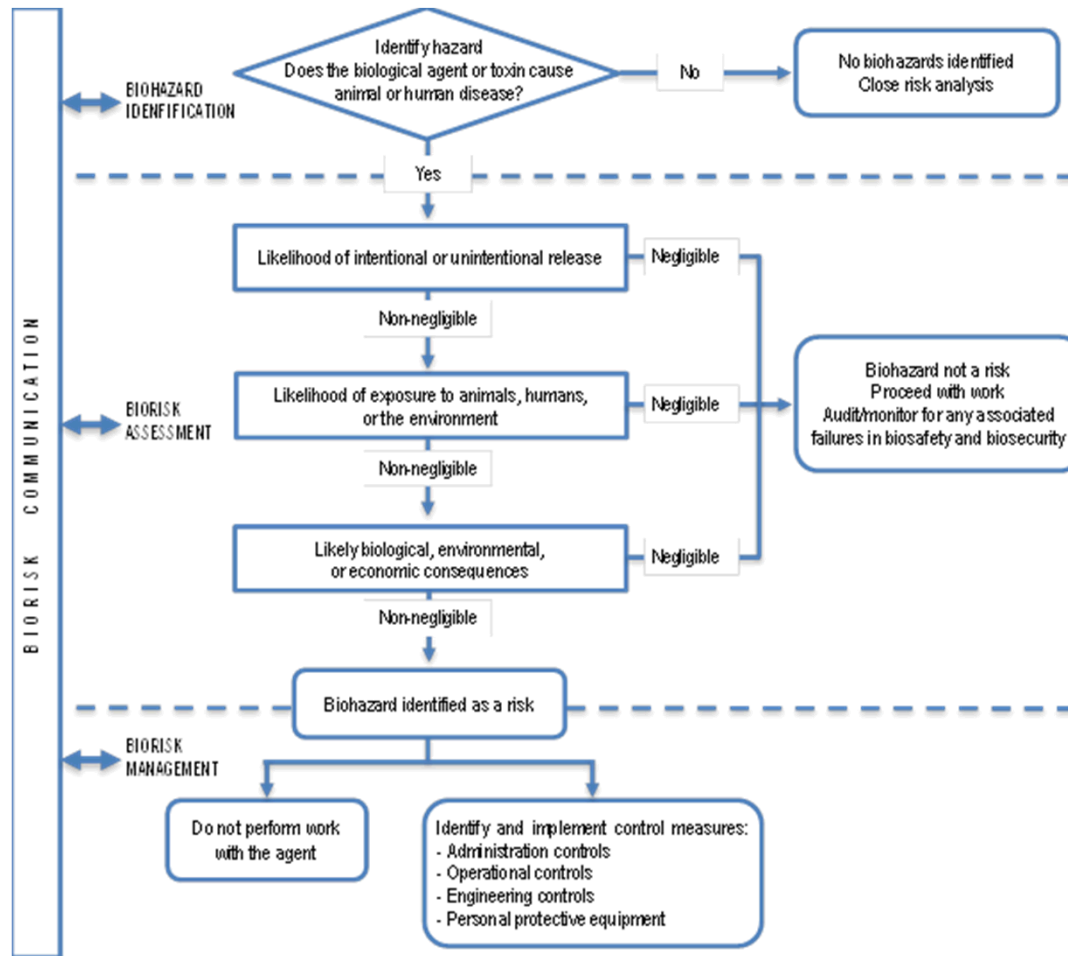 Identify hazard
Does the biological agent or toxin cause
animal or human disease?
No
No biohazards identified
Close risk analysis
BIOHAZARD
IDENFIFICATION
Yes
Likelihood of intentional or unintentional release
Negligible
Non-negligible
Likelihood of exposure to animals, humans,
or the environment
Negligible
Biohazard not a risk
Proceed with work
Audit/monitor for any associated
failures in biosafety and biosecurity
BIORISK
ASSESSMENT
Non-negligible
Likely biological, environmental,
or economic consequences
Negligible
Non-negligible
Biohazard identified as a risk
BIORISK
MANAGEMENT
Do not perform work
with the agent
Identify and implement control measures:
- Administration controls
- Operational controls
- Engineering controls
- Personal protective equipment
BIORISK COMMUNICATION